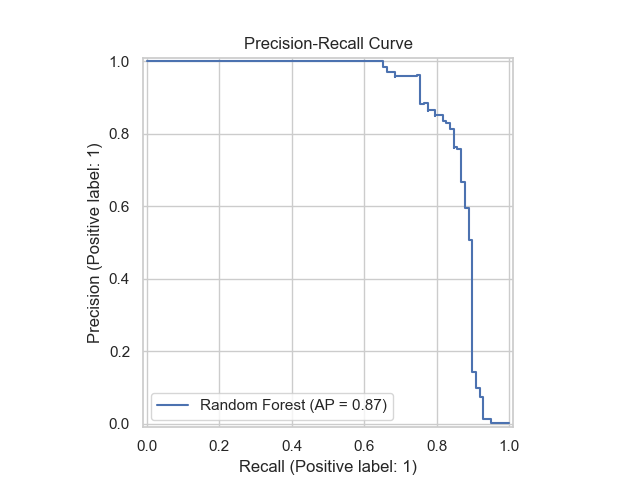 Precision-Recall Curve
1.0
0.8
0.6
0.4
0.2
0.0
Precision (Positive label: 1)
Random Forest (AP = 0.87)
0.0 0.2 0.4 0.6 0.8 1.0
Recall (Positive label: 1)